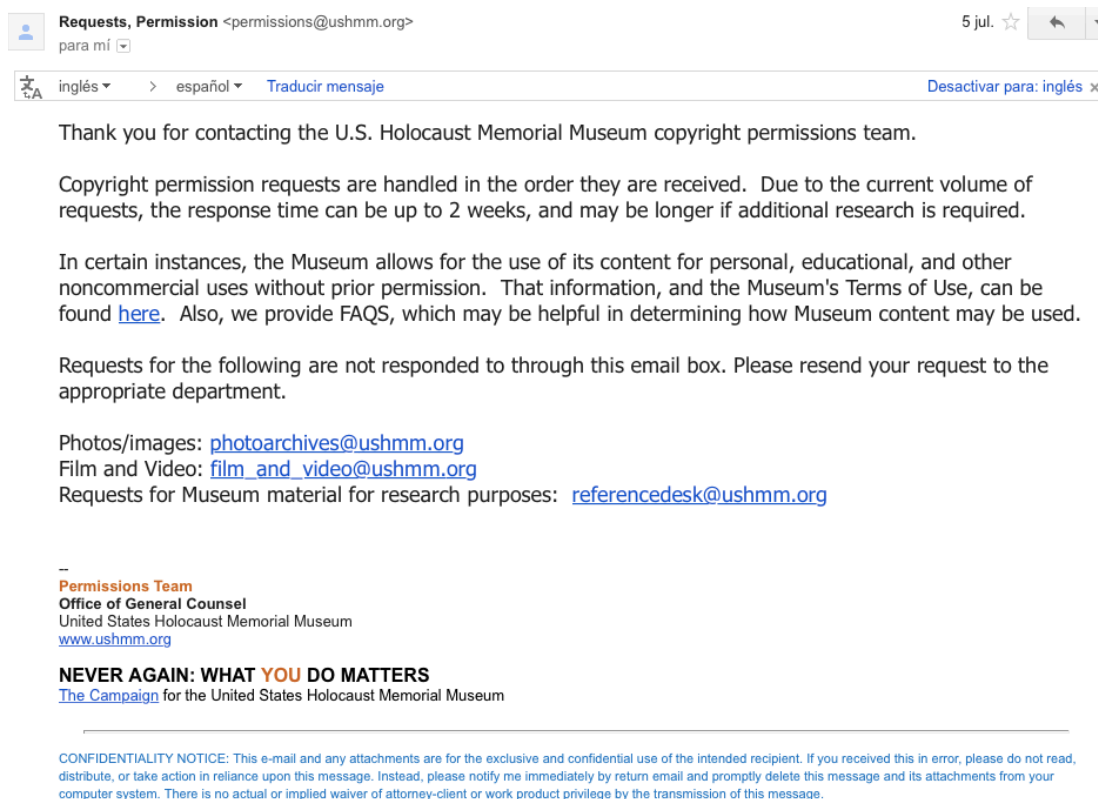 Requests, Permission <permissions@ushmm.org>
5 jul.
para mí
inglés > español Traducir mensaje
Desactivar para: inglés x
Thank you for contacting the U.S. Holocaust Memorial Museum copyright permissions team.
Copyright permission requests are handled in the order they are received.  Due to the current volume of
requests, the response time can be up to 2 weeks, and may be longer if additional research is required.
In certain instances, the Museum allows for the use of its content for personal, educational, and other
noncommercial uses without prior permission.  That information, and the Museum's Terms of Use, can be
found here.  Also, we provide FAQS, which may be helpful in determining how Museum content may be used.
Requests for the following are not responded to through this email box. Please resend your request to the
appropriate department.
Photos/images: photoarchives@ushmm.org
Film and Video: film_and_video@ushmm.org
Requests for Museum material for research purposes:  referencedesk@ushmm.org
--
Permissions Team
Office of General Counsel
United States Holocaust Memorial Museum
www.ushmm.org
NEVER AGAIN: WHAT YOU DO MATTERS
The Campaign for the United States Holocaust Memorial Museum
CONFIDENTIALITY NOTICE: This e-mail and any attachments are for the exclusive and confidential use of the intended recipient. If you received this in error, please do not read,
distribute, or take action in reliance upon this message. Instead, please notify me immediately by return email and promptly delete this message and its attachments from your
computer system. There is no actual or implied waiver of attorney-client or work product privilege by the transmission of this message.